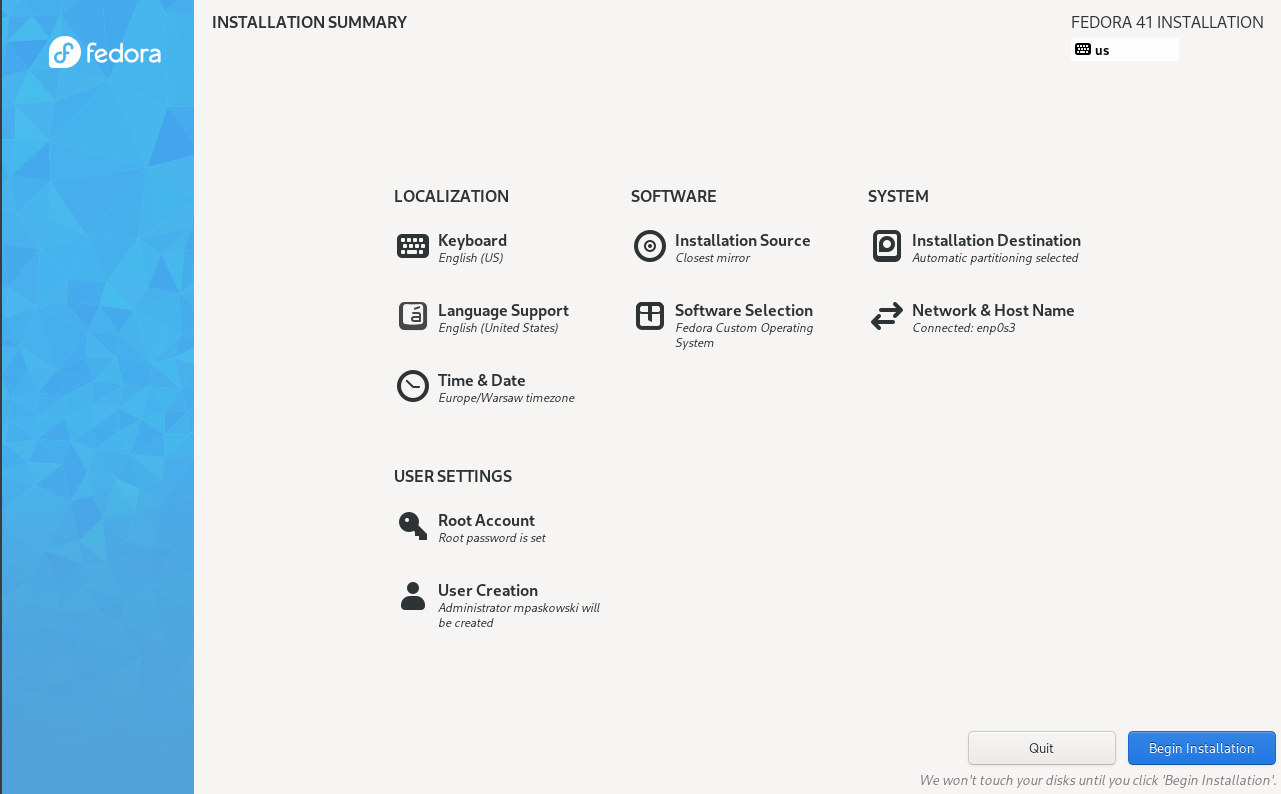 fedora
INSTALLATION SUMMARY
FEDORA 41 INSTALLATION
us
LOCALIZATION
Keyboard
English (US)
Language Support
English (United States)
Time & Date
Europe/Warsaw timezone
SOFTWARE
Installation Source
Closest mirror
Software Selection
Fedora Custom Operating
System
SYSTEM
Installation Destination
Automatic partitioning selected
Network & Host Name
Connected: enp0s3
USER SETTINGS
Root Account
Root password is set
User Creation
Administrator mpaskowski will
be created
Quit
Begin Installation
We won't touch your disks until you click 'Begin Installation'.